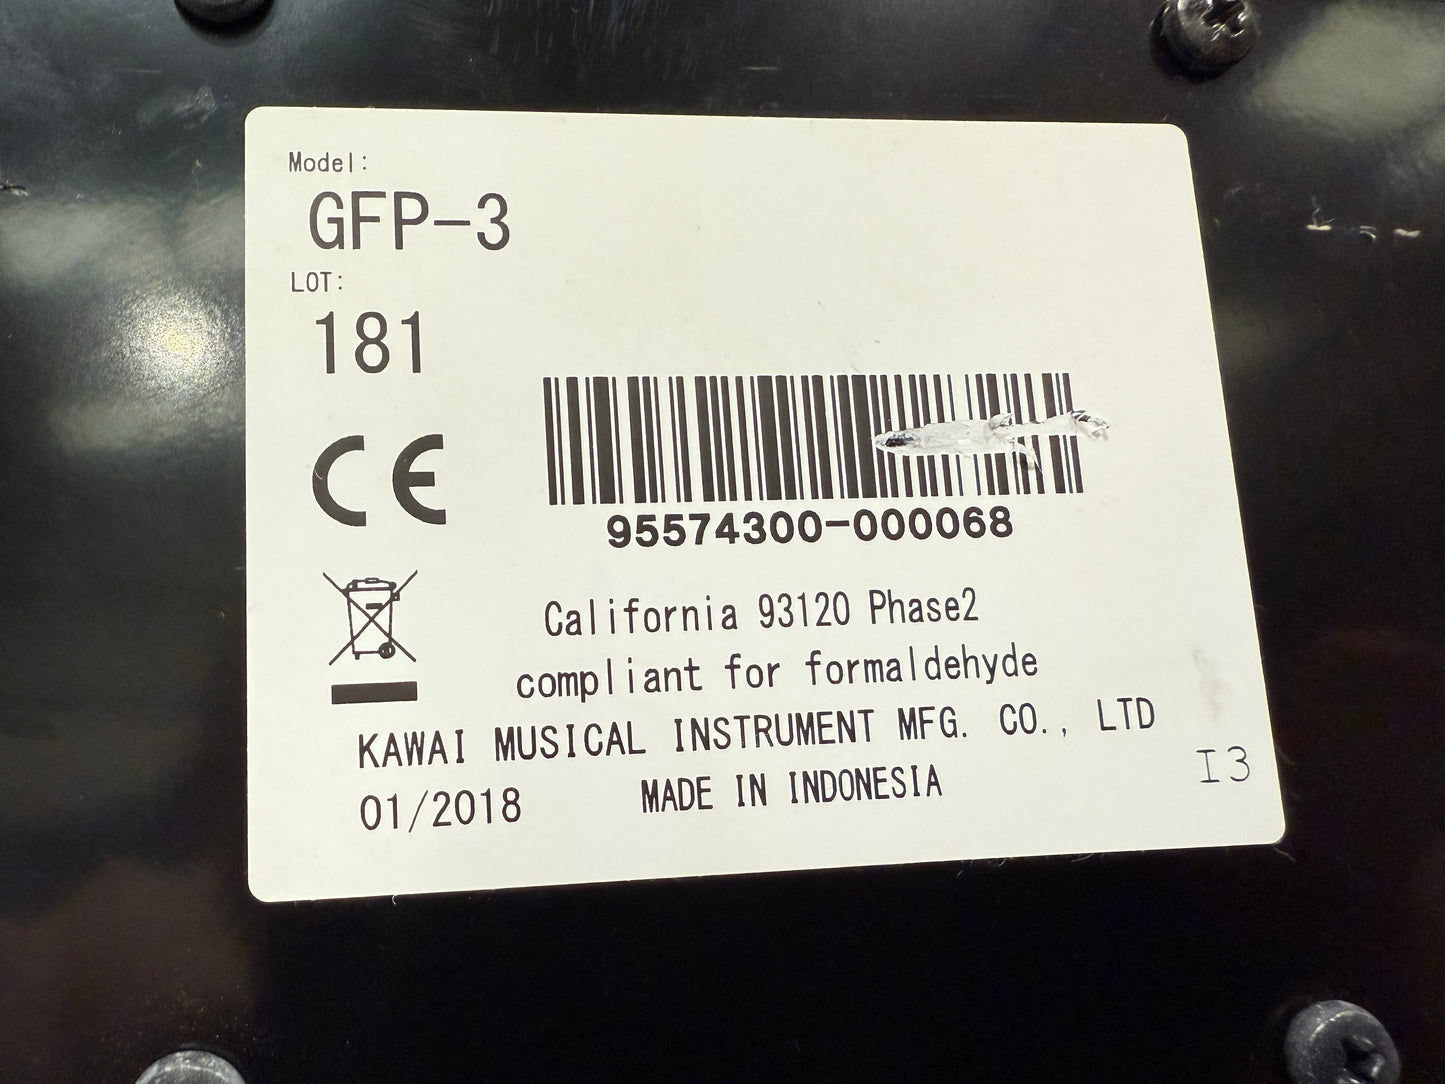 Model:
GFP-3
LOT:
181
CE
95574300-000068
California 93120 Phase2
compliant for formaldehyde
KAWAI MUSICAL INSTRUMENT MFG. CO., LTD
I3
01/2018 MADE IN INDONESIA